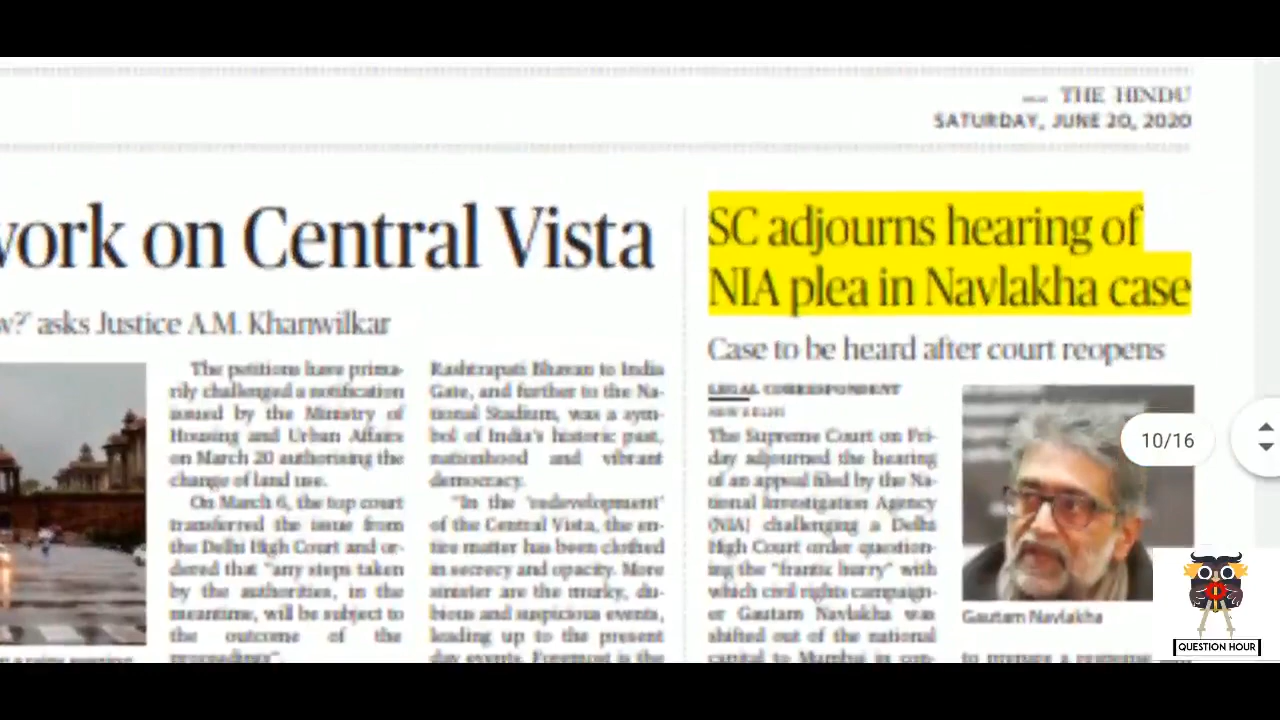 THE HINDU
SATURDAY, JUNE 20, 2020
work on Central Vista
w?' asks Justice A.M. Khanwilkar
The petitions have prima-
rily challenged a notification
issued by the Ministry of
Housing and Urban Affairs
on March 20 authorising the
change of land use.
On March 6, the top court
transferred the issue from
the Delhi High Court and or-
dered that "any steps taken
by the authorities, in the
meantime, will be subject to
the outcome of the
proceedings".
Rashtrapati Bhavan to India
Gate, and further to the Na-
tional Stadium, was a sym-
bol of India's historic past,
nationhood and vibrant
democracy.
"In the 'redevelopment'
of the Central Vista, the en-
tire matter has been clothed
in secrecy and opacity. More
sinister are the murky, du-
bious and suspicious events,
leading up to the present
day events. Foremost is the
SC adjourns hearing of
NIA plea in Navlakha case
Case to be heard after court reopens
LEGAL CORRESPONDENT
NEW DELHI
The Supreme Court on Fri-
day adjourned the hearing
of an appeal filed by the Na-
tional Investigation Agency
(NIA) challenging a Delhi
High Court order question-
ing the "frantic hurry" with
which civil rights campaign-
er Gautam Navlakha was
shifted out of the national
capital to Mumbai in con-
Gautam Navlakha
10/16
QUESTION HOUR